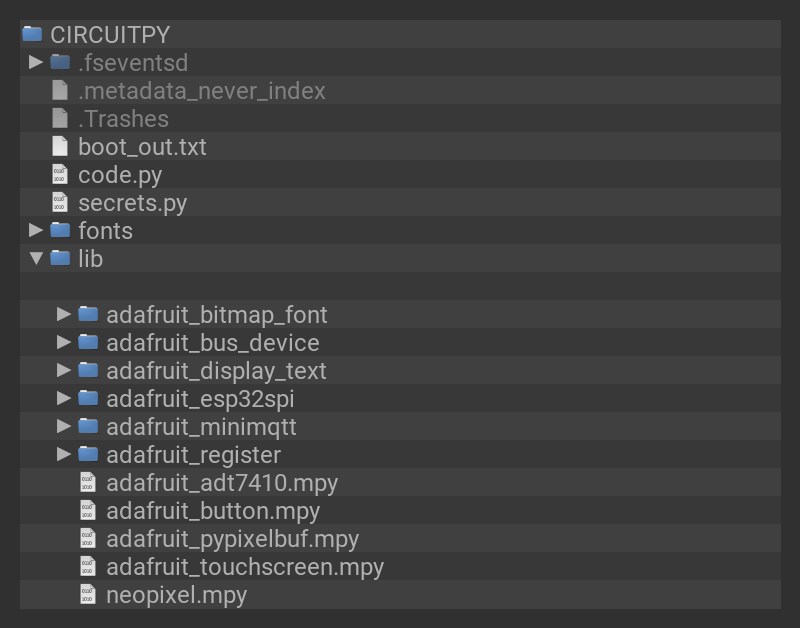 CIRCUITPY
.fseventsd
.metadata_never_index
.Trashes
boot_out.txt
code.py
secrets.py
fonts
lib
adafruit_bitmap_font
adafruit_bus_device
adafruit_display_text
adafruit_esp32spi
adafruit_minimqtt
adafruit_register
adafruit_adt7410.mpy
adafruit_button.mpy
adafruit_pypixelbuf.mpy
adafruit_touchscreen.mpy
neopixel.mpy